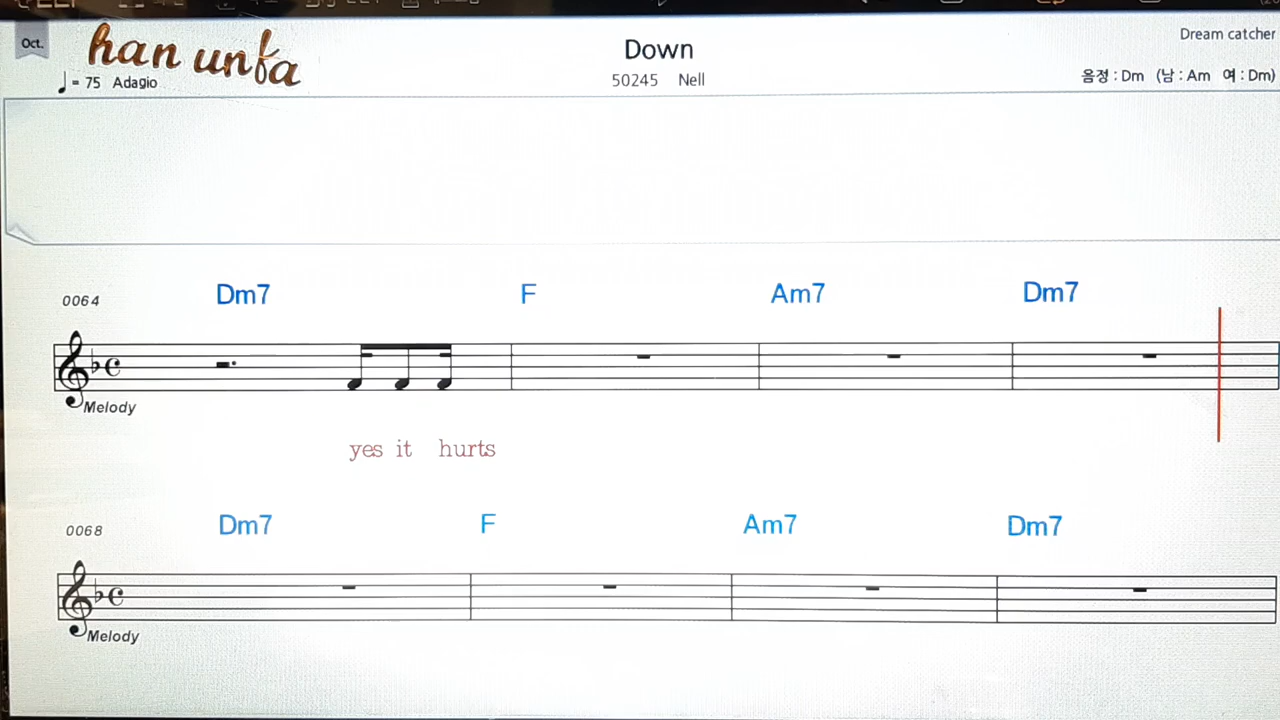 Oct.
han unfa
Down
Dream catcher
= 75 Adagio
50245 Nell
음정 : Dm (남 : Am 여 : Dm)
0064
Dm7 F Am7 Dm7
Melody
yes it hurts
0068
Dm7 F Am7 Dm7
Melody